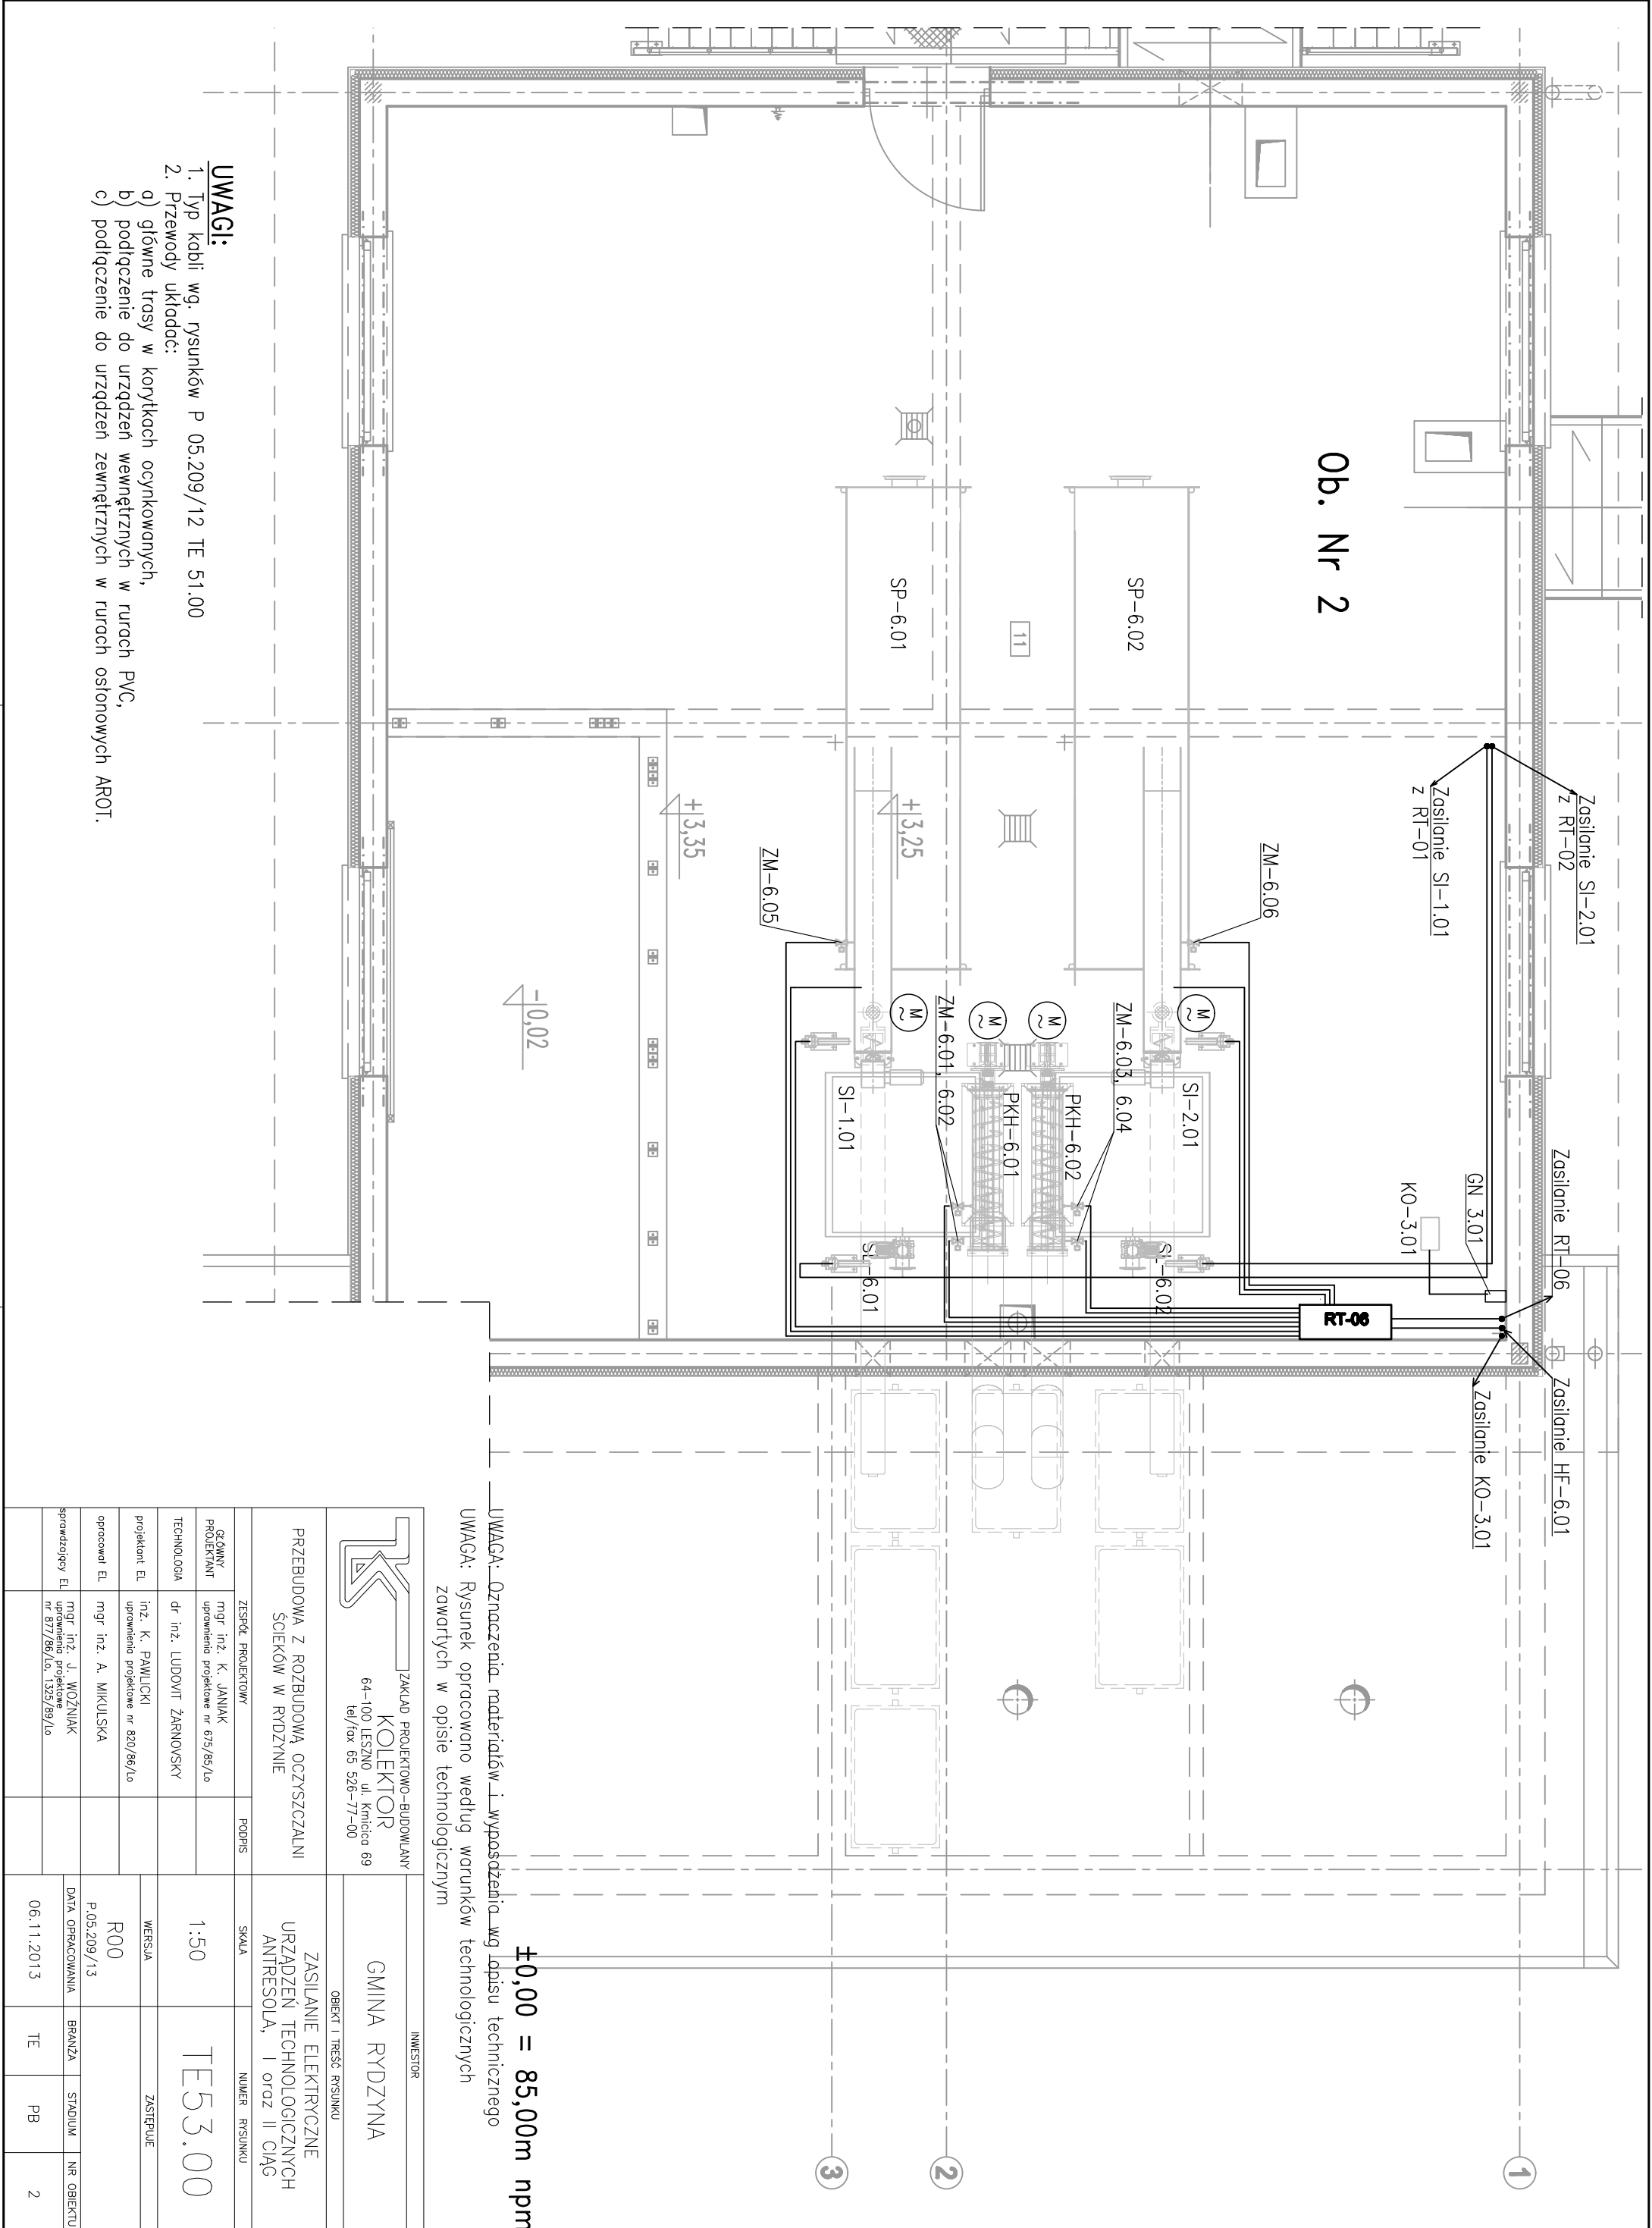 Ob. Nr 2
Zasilanie SI-2.01
z RT-02
Zasilanie SI-1.01
z RT-01
Zasilanie RT-06
GN 3.01
KO-3.01
Zasilanie HF-6.01
Zasilanie KO-3.01
RT-06
SP-6.02
11
SP-6.01
ZM-6.06
ZM-6.05
+3,25
+3,35
-0,02
M
~
M
~
M
~
M
~
ZM-6.03, 6.04
ZM-6.01, 6.02
SI-2.01
PKH-6.02
PKH-6.01
SI-1.01
SL-6.02
SL-6.01
1
2
3
UWAGI:
1. Typ kabli wg. rysunków P 05.209/12 TE 51.00
2. Przewody układać:
a) główne trasy w korytkach ocynkowanych,
b) podłączenie do urządzeń wewnętrznych w rurach PVC,
c) podłączenie do urządzeń zewnętrznych w rurach osłonowych AROT.
±0,00 = 85,00m npm
UWAGA: Oznaczenia materiałów i wyposażenia wg opisu technicznego
UWAGA: Rysunek opracowano według warunków technologicznych
zawartych w opisie technologicznym
ZAKŁAD PROJEKTOWO-BUDOWLANY
KOLEKTOR
64-100 LESZNO ul. Kmicica 69
tel/fax 65 526-77-00
INWESTOR
GMINA RYDZYNA
PRZEBUDOWA Z ROZBUDOWĄ OCZYSZCZALNI
ŚCIEKÓW W RYDZYNIE
OBIEKT I TREŚĆ RYSUNKU
ZASILANIE ELEKTRYCZNE
URZĄDZEŃ TECHNOLOGICZNYCH
ANTRESOLA, I oraz II CIĄG
ZESPÓŁ PROJEKTOWY
PODPIS
SKALA
NUMER RYSUNKU
GŁÓWNY
PROJEKTANT
mgr inż. K. JANIAK
uprawnienia projektowe nr 675/85/Lo
1:50
TE53.00
TECHNOLOGIA
dr inż. LUDOVIT ŽARNOVSKY
projektant EL
inż. K. PAWLICKI
uprawnienia projektowe nr 820/86/Lo
WERSJA
ZASTĘPUJE
R00
opracował EL
mgr inż. A. MIKULSKA
P.05.209/13
sprawdzający EL
mgr inż. J. WOŹNIAK
uprawnienia projektowe
nr 877/86/Lo, 1325/89/Lo
DATA OPRACOWANIA
BRANŻA
STADIUM
NR OBIEKTU
06.11.2013
TE
PB
2